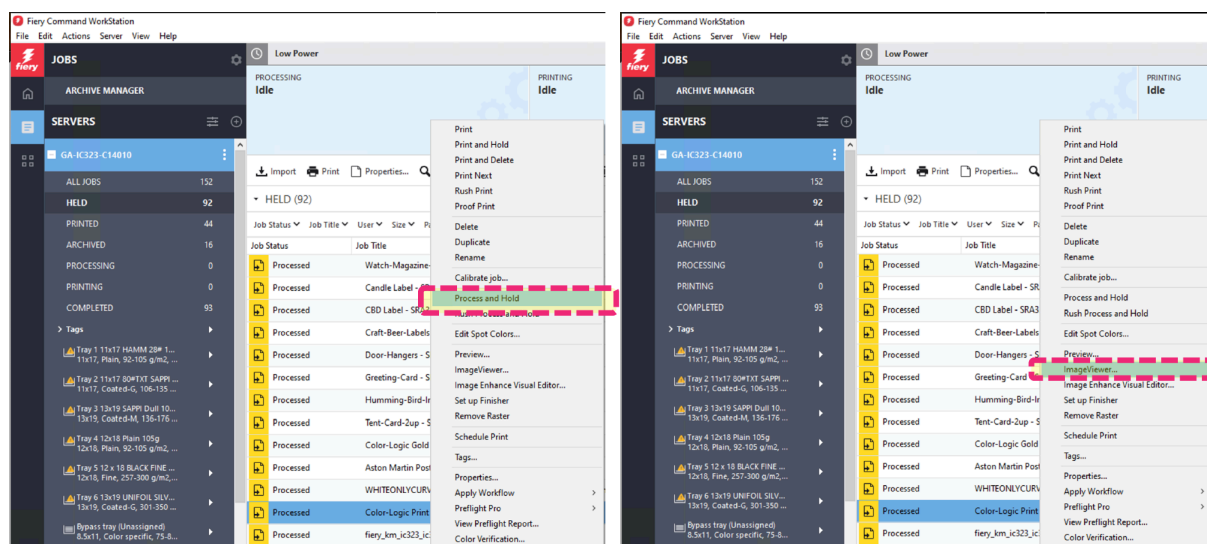 Fiery Command WorkStation
File Edit Actions Server View Help
fiery
JOBS
Low Power
ARCHIVE MANAGER
PROCESSING
Idle
PRINTING
Idle
SERVERS
GA-IC323-C14010
ALL JOBS 152
HELD 92
PRINTED 44
ARCHIVED 16
PROCESSING 0
PRINTING 0
COMPLETED 93
Tags
Tray 1 11x17 HAMM 28# 1...
11x17, Plain, 92-105 g/m2, ...
Tray 2 11x17 80#TXT SAPPI ...
11x17, Coated-G, 106-135 ...
Tray 3 13x19 SAPPI Dull 10...
13x19, Coated-M, 136-176 ...
Tray 4 12x18 Plain 105g
12x18, Plain, 92-105 g/m2, ...
Tray 5 12 x 18 BLACK FINE ...
12x18, Fine, 257-300 g/m2, ...
Tray 6 13x19 UNIFOIL SILV...
13x19, Coated-G, 301-350 ...
Bypass tray (Unassigned)
8.5x11, Color specific, 75-8...
Import Print Properties...
HELD (92)
Job Status Job Title User Size
Job Status Job Title
Processed Watch-Magazine-
Processed Candle Label -
Processed CBD Label - SRA3
Processed Craft-Beer-Labels
Processed Door-Hangers - S
Processed Greeting-Card - S
Processed Humming-Bird-Ir
Processed Tent-Card-2up - S
Processed Color-Logic Gold
Processed Aston Martin Post
Processed WHITEONLYCURV
Processed Color-Logic Print
Processed fiery_km_ic323_ic
Print
Print and Hold
Print and Delete
Print Next
Rush Print
Proof Print
Delete
Duplicate
Rename
Calibrate job...
Process and Hold
Rush Process and Hold
Edit Spot Colors...
Preview...
ImageViewer...
Image Enhance Visual Editor...
Set up Finisher
Remove Raster
Schedule Print
Tags...
Properties...
Apply Workflow
Preflight Pro
View Preflight Report...
Color Verification...
Fiery Command WorkStation
File Edit Actions Server View Help
fiery
JOBS
Low Power
ARCHIVE MANAGER
PROCESSING
Idle
PRINTING
Idle
SERVERS
GA-IC323-C14010
ALL JOBS 152
HELD 92
PRINTED 44
ARCHIVED 16
PROCESSING 0
PRINTING 0
COMPLETED 93
Tags
Tray 1 11x17 HAMM 28# 1...
11x17, Plain, 92-105 g/m2, ...
Tray 2 11x17 80#TXT SAPPI ...
11x17, Coated-G, 106-135 ...
Tray 3 13x19 SAPPI Dull 10...
13x19, Coated-M, 136-176 ...
Tray 4 12x18 Plain 105g
12x18, Plain, 92-105 g/m2, ...
Tray 5 12 x 18 BLACK FINE ...
12x18, Fine, 257-300 g/m2, ...
Tray 6 13x19 UNIFOIL SILV...
13x19, Coated-G, 301-350 ...
Bypass tray (Unassigned)
8.5x11, Color specific, 75-8...
Import Print Properties...
HELD (92)
Job Status Job Title User Size
Job Status Job Title
Processed Watch-Magazine-
Processed Candle Label - SR
Processed CBD Label - SRA3
Processed Craft-Beer-Labels
Processed Door-Hangers - S
Processed Greeting-Card
Processed Humming-Bird-Ir
Processed Tent-Card-2up - S
Processed Color-Logic Gold
Processed Aston Martin Post
Processed WHITEONLYCURV
Processed Color-Logic Print
Processed fiery_km_ic323_ic
Print
Print and Hold
Print and Delete
Print Next
Rush Print
Proof Print
Delete
Duplicate
Rename
Calibrate job...
Process and Hold
Rush Process and Hold
Edit Spot Colors...
Preview...
ImageViewer...
Image Enhance Visual Editor...
Set up Finisher
Remove Raster
Schedule Print
Tags...
Properties...
Apply Workflow
Preflight Pro
View Preflight Report...
Color Verification...